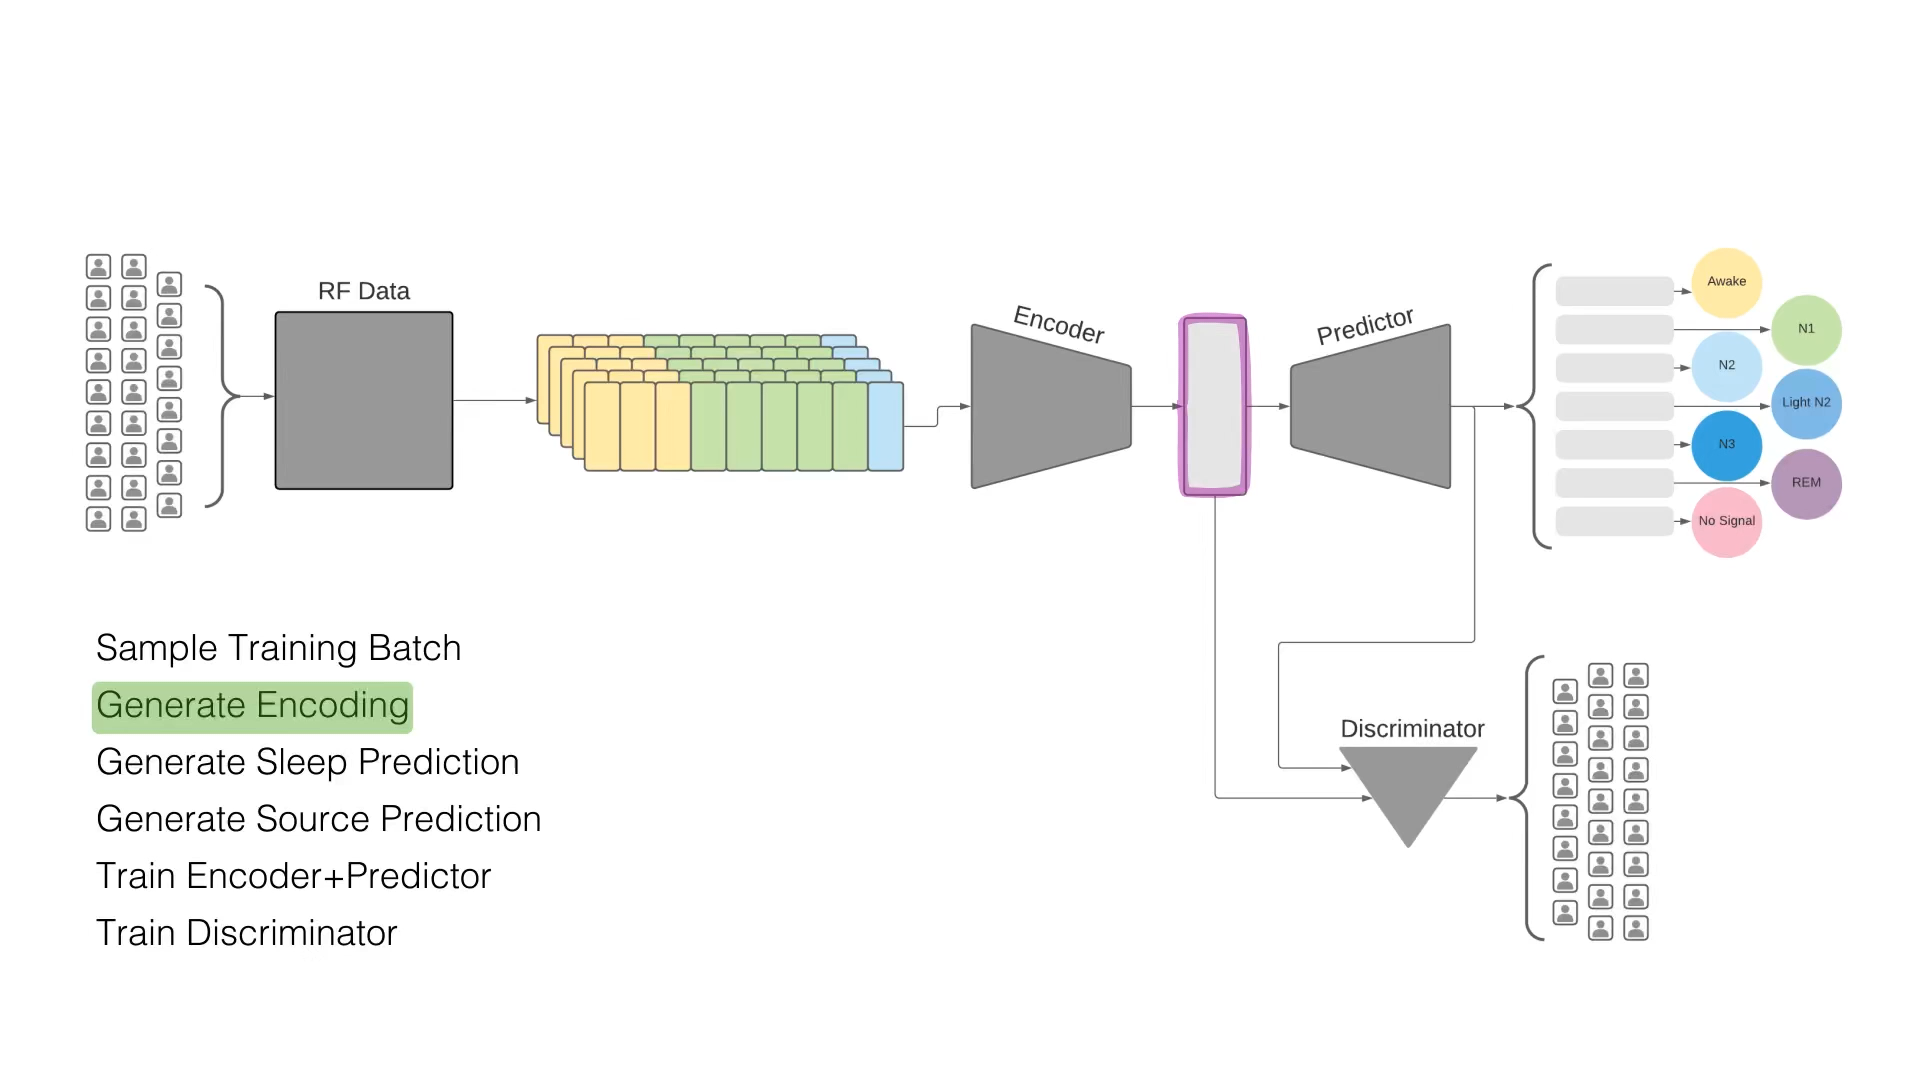 RF Data
Encoder
Predictor
Awake
N1
N2
Light N2
N3
REM
No Signal
Sample Training Batch
Generate Encoding
Generate Sleep Prediction
Generate Source Prediction
Train Encoder+Predictor
Train Discriminator
Discriminator